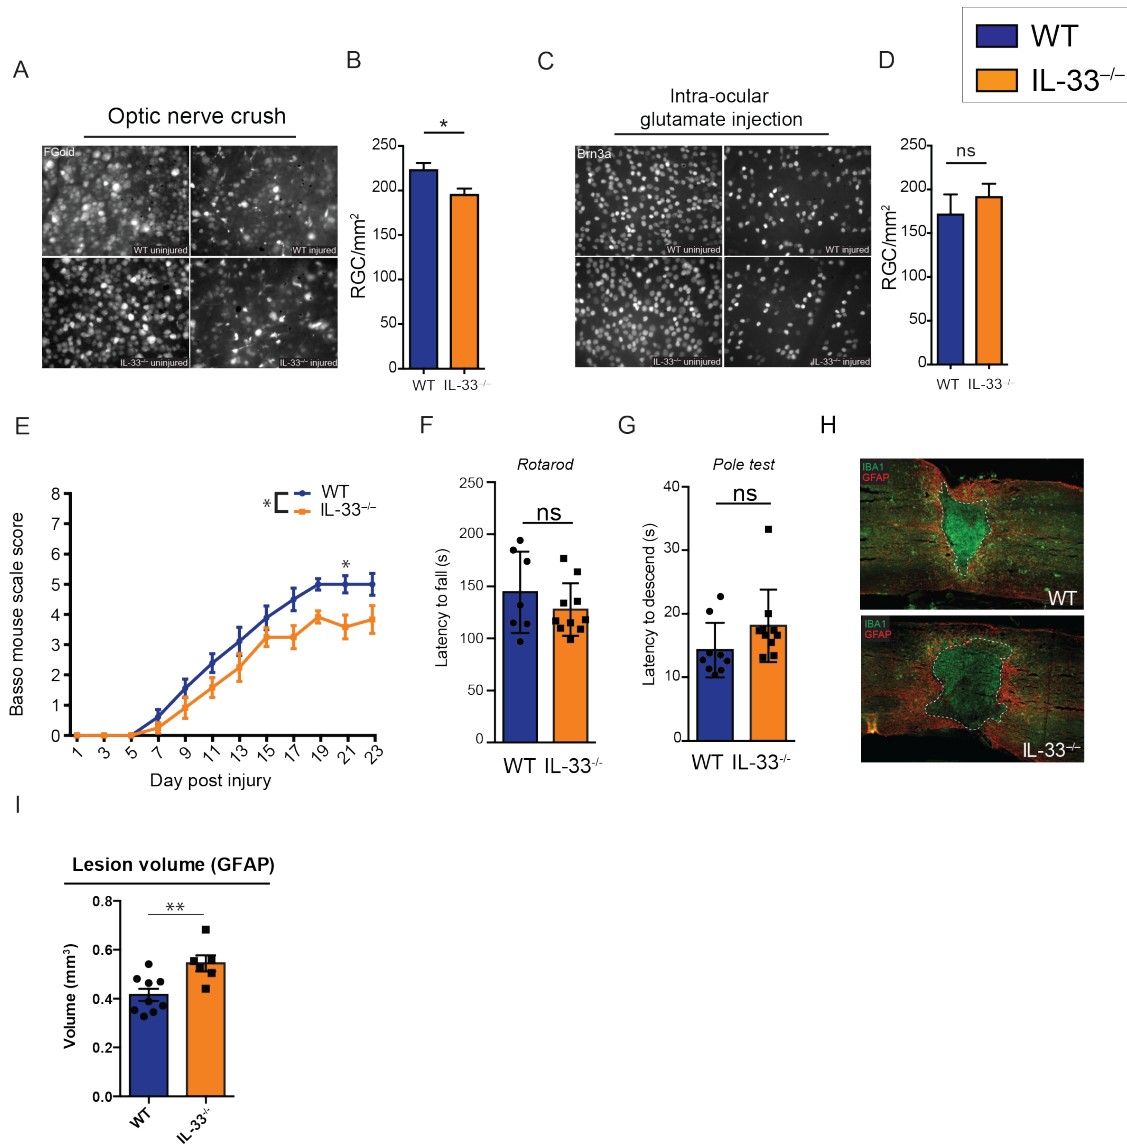 WT
IL-33⁻/⁻
A
Optic nerve crush
FGold
WT uninjured
WT injured
IL-33⁻/⁻ uninjured
IL-33⁻/⁻ injured
B
*
250
200
150
100
50
0
RGC/mm²
WT IL-33⁻/⁻
C
Intra-ocular
glutamate injection
Brn3a
WT uninjured
WT injured
IL-33⁻/⁻ uninjured
IL-33⁻/⁻ injured
D
ns
250
200
150
100
50
0
RGC/mm²
WT IL-33⁻/⁻
E
8
7
6
5
4
3
2
1
0
Basso mouse scale score
* WT
IL-33⁻/⁻
*
1 3 5 7 9 11 13 15 17 19 21 23
Day post injury
F
Rotarod
ns
250
200
150
100
50
0
Latency to fall (s)
WT IL-33⁻/⁻
G
Pole test
ns
40
30
20
10
0
Latency to descend (s)
WT IL-33⁻/⁻
H
IBA1
GFAP
WT
IBA1
GFAP
IL-33⁻/⁻
I
Lesion volume (GFAP)
**
0.8
0.6
0.4
0.2
0.0
Volume (mm³)
WT
IL-33⁻/⁻